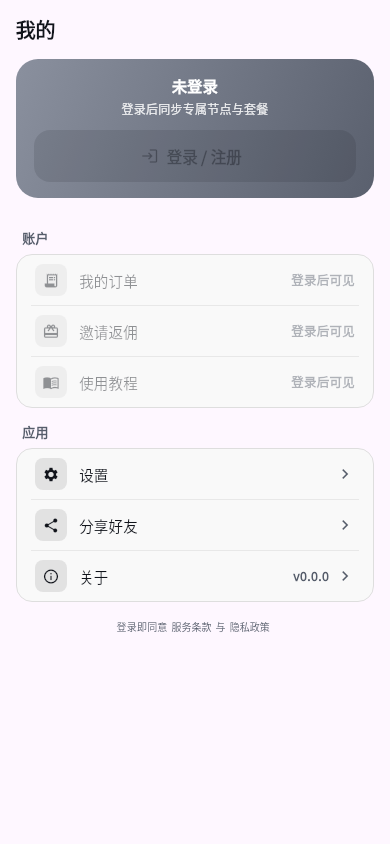 我的
未登录
登录后同步专属节点与套餐
登录 / 注册
账户
我的订单 登录后可见
邀请返佣 登录后可见
使用教程 登录后可见
应用
设置
分享好友
关于 v0.0.0
登录即同意 服务条款 与 隐私政策